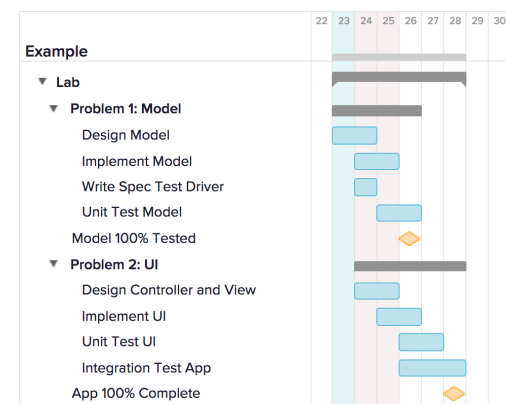 22 23 24 25 26 27 28 29 30
Example
Lab
Problem 1: Model
Design Model
Implement Model
Write Spec Test Driver
Unit Test Model
Model 100% Tested
Problem 2: UI
Design Controller and View
Implement UI
Unit Test UI
Integration Test App
App 100% Complete